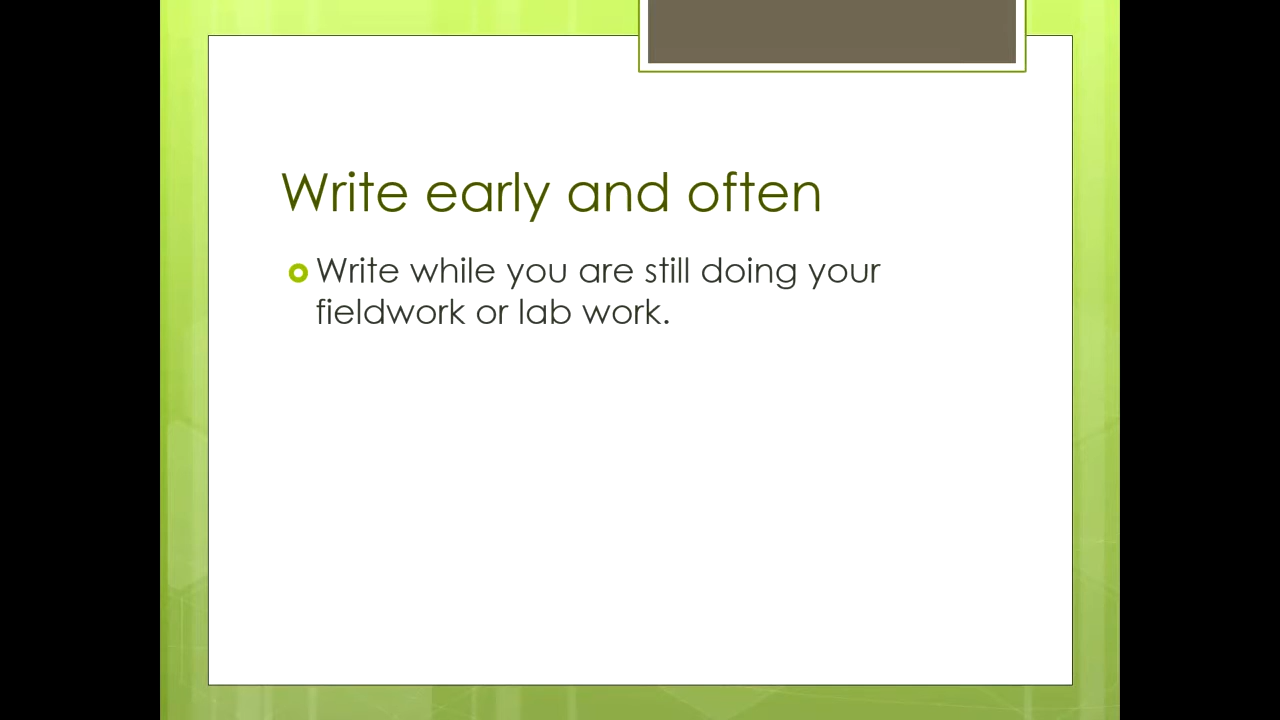 Write early and often
Write while you are still doing your
fieldwork or lab work.